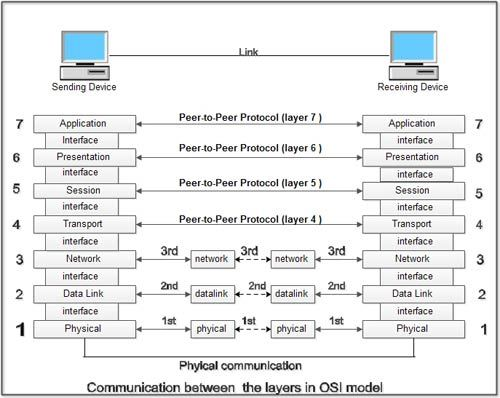 Link
Sending Device Receiving Device
7 Application Peer-to-Peer Protocol (layer 7 ) Application 7
Interface interface
6 Presentation Peer-to-Peer Protocol (layer 6 ) Presentation 6
interface interface
5 Session Peer-to-Peer Protocol (layer 5 ) Session 5
interface interface
4 Transport Peer-to-Peer Protocol (layer 4 ) Transport 4
interface interface
3 Network 3rd network 3rd network 3rd Network 3
interface interface
2 Data Link 2nd datalink 2nd datalink 2nd Data Link 2
interface interface
1 Physical 1st phyical 1st phyical 1st Phyical 1
Phyical communication
Communication between the layers in OSI model